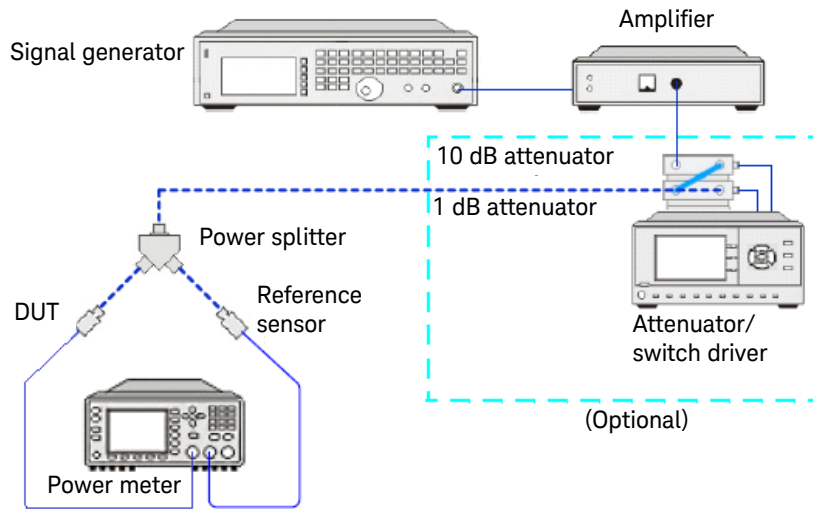 Amplifier
Signal generator
10 dB attenuator
1 dB attenuator
Power splitter
DUT
Reference
sensor
Attenuator/
switch driver
(Optional)
Power meter